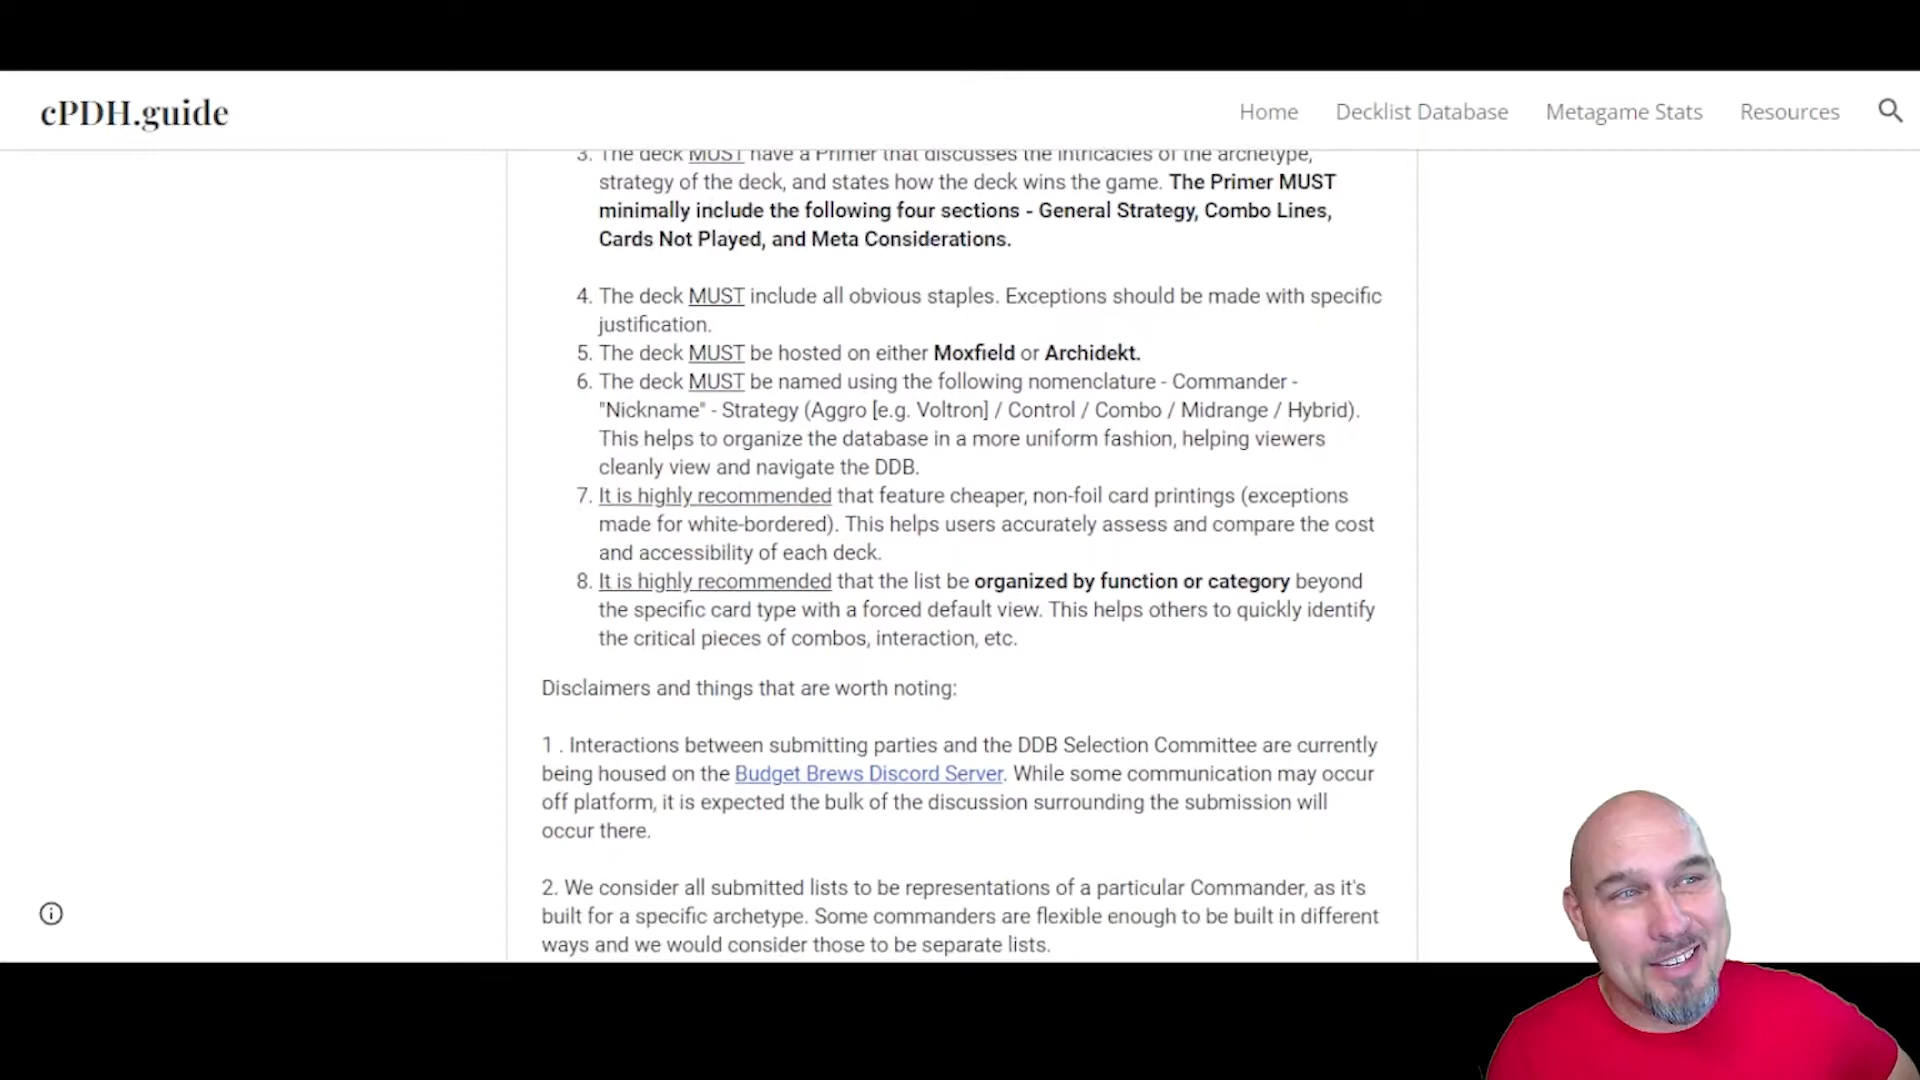 cPDH.guide
Home Decklist Database Metagame Stats Resources
3. The deck MUST have a Primer that discusses the intricacies of the archetype,
strategy of the deck, and states how the deck wins the game. The Primer MUST
minimally include the following four sections - General Strategy, Combo Lines,
Cards Not Played, and Meta Considerations.
4. The deck MUST include all obvious staples. Exceptions should be made with specific
justification.
5. The deck MUST be hosted on either Moxfield or Archidekt.
6. The deck MUST be named using the following nomenclature - Commander -
"Nickname" - Strategy (Aggro [e.g. Voltron] / Control / Combo / Midrange / Hybrid).
This helps to organize the database in a more uniform fashion, helping viewers
cleanly view and navigate the DDB.
7. It is highly recommended that feature cheaper, non-foil card printings (exceptions
made for white-bordered). This helps users accurately assess and compare the cost
and accessibility of each deck.
8. It is highly recommended that the list be organized by function or category beyond
the specific card type with a forced default view. This helps others to quickly identify
the critical pieces of combos, interaction, etc.
Disclaimers and things that are worth noting:
1 . Interactions between submitting parties and the DDB Selection Committee are currently
being housed on the Budget Brews Discord Server. While some communication may occur
off platform, it is expected the bulk of the discussion surrounding the submission will
occur there.
2. We consider all submitted lists to be representations of a particular Commander, as it's
built for a specific archetype. Some commanders are flexible enough to be built in different
ways and we would consider those to be separate lists.